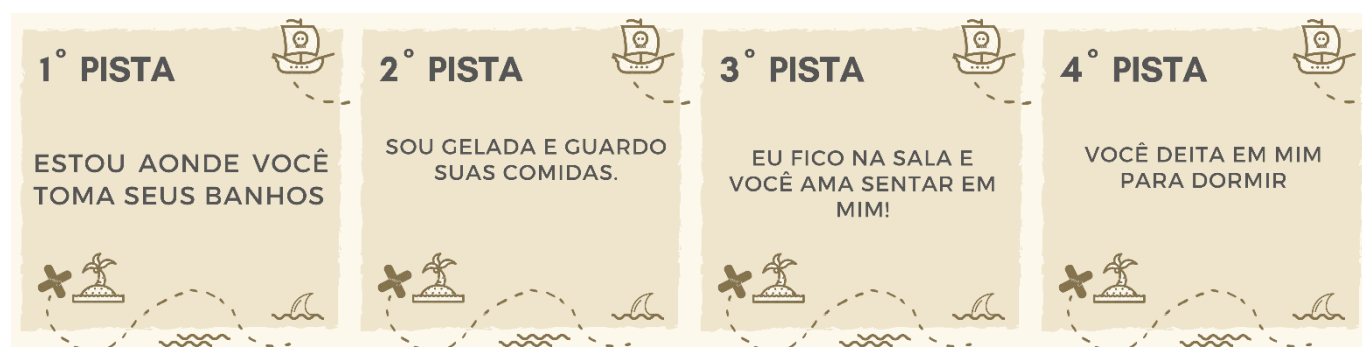 1° PISTA
ESTOU AONDE VOCÊ
TOMA SEUS BANHOS
2° PISTA
SOU GELADA E GUARDO
SUAS COMIDAS.
3° PISTA
EU FICO NA SALA E
VOCÊ AMA SENTAR EM
MIM!
4° PISTA
VOCÊ DEITA EM MIM
PARA DORMIR